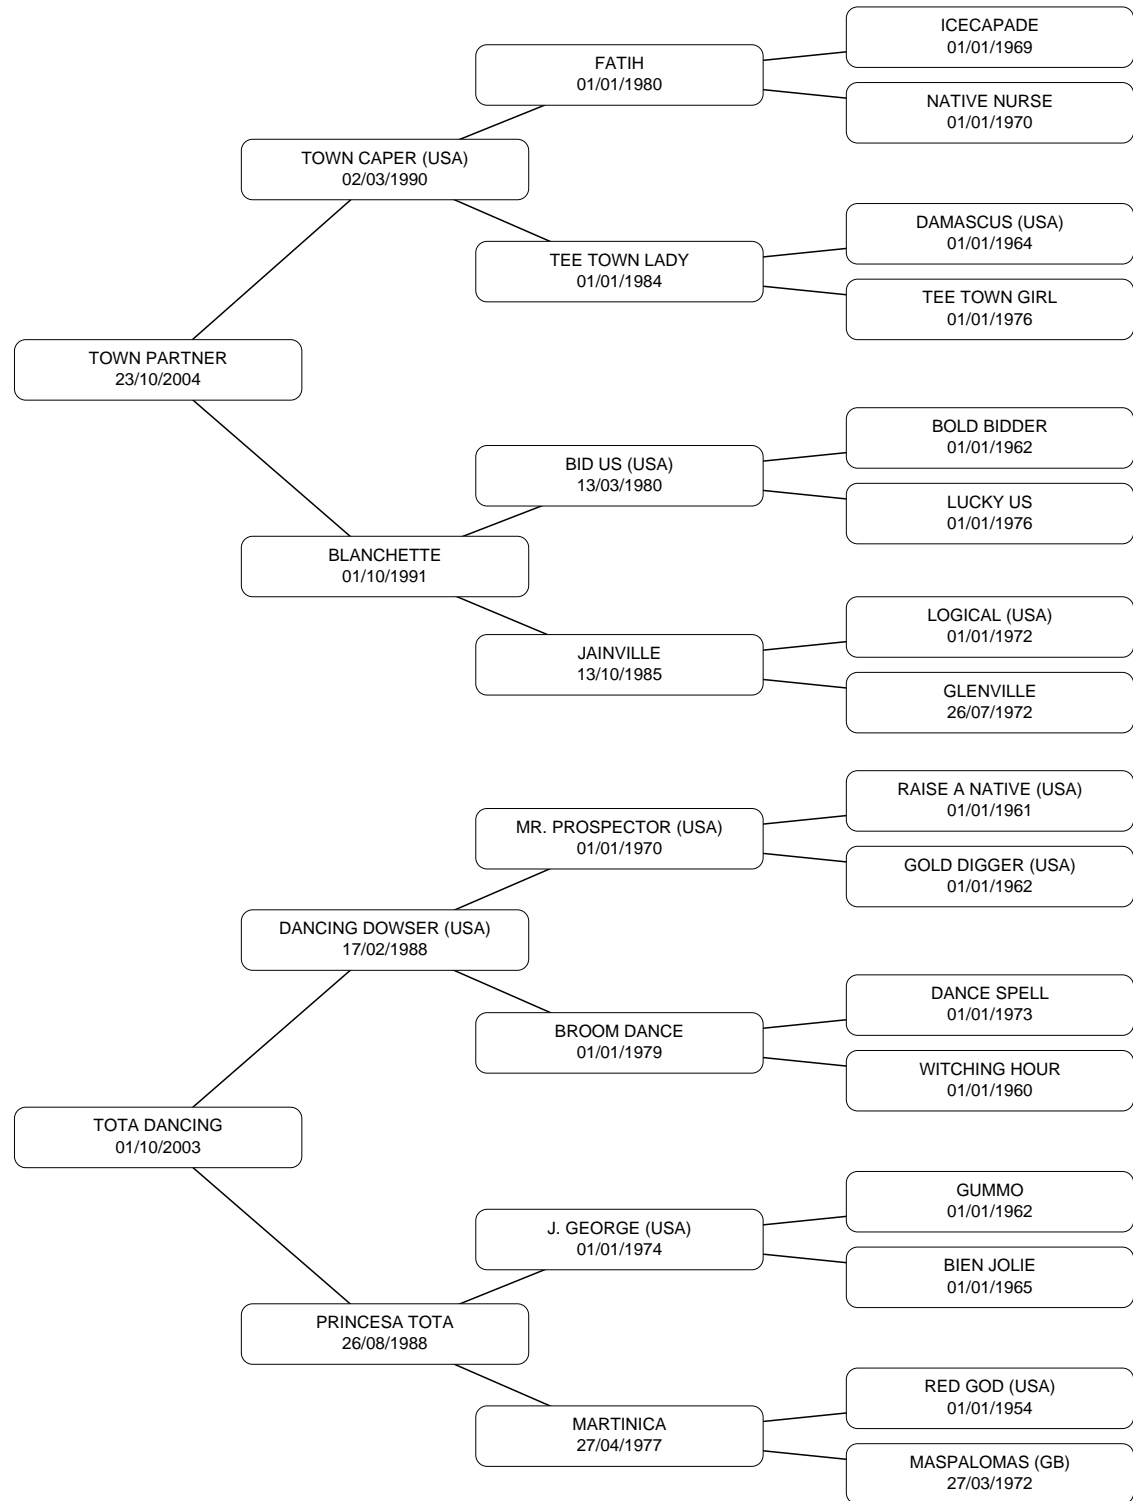 ICECAPADE
01/01/1969
FATIH
01/01/1980
NATIVE NURSE
01/01/1970
TOWN CAPER (USA)
02/03/1990
DAMASCUS (USA)
01/01/1964
TEE TOWN LADY
01/01/1984
TEE TOWN GIRL
01/01/1976
TOWN PARTNER
23/10/2004
BOLD BIDDER
01/01/1962
BID US (USA)
13/03/1980
LUCKY US
01/01/1976
BLANCHETTE
01/10/1991
LOGICAL (USA)
01/01/1972
JAINVILLE
13/10/1985
GLENVILLE
26/07/1972
RAISE A NATIVE (USA)
01/01/1961
MR. PROSPECTOR (USA)
01/01/1970
GOLD DIGGER (USA)
01/01/1962
DANCING DOWSER (USA)
17/02/1988
DANCE SPELL
01/01/1973
BROOM DANCE
01/01/1979
WITCHING HOUR
01/01/1960
TOTA DANCING
01/10/2003
GUMMO
01/01/1962
J. GEORGE (USA)
01/01/1974
BIEN JOLIE
01/01/1965
PRINCESA TOTA
26/08/1988
RED GOD (USA)
01/01/1954
MARTINICA
27/04/1977
MASPALOMAS (GB)
27/03/1972